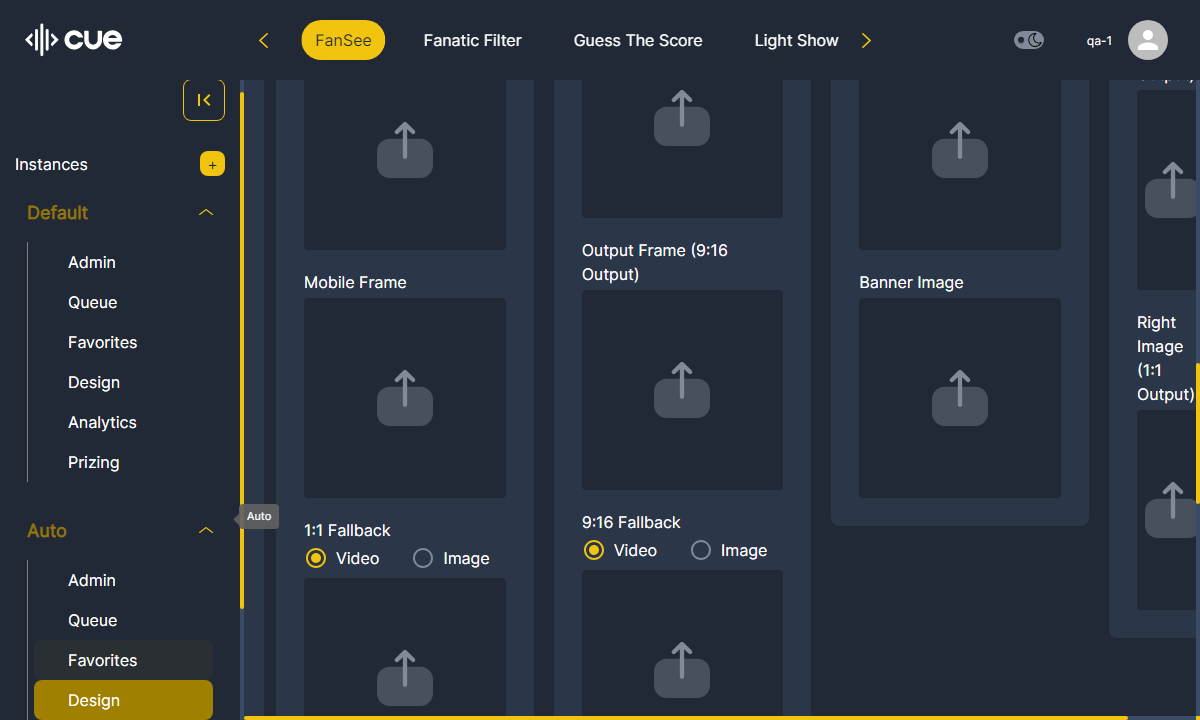 cue
FanSee
Fanatic Filter
Guess The Score
Light Show
qa-1
Instances
+
Default
Admin
Queue
Favorites
Design
Analytics
Prizing
Auto
Admin
Queue
Favorites
Design
Auto
Mobile Frame
1:1 Fallback
Video
Image
Output Frame (9:16
Output)
9:16 Fallback
Video
Image
Banner Image
Output)
Right
Image
(1:1
Output)